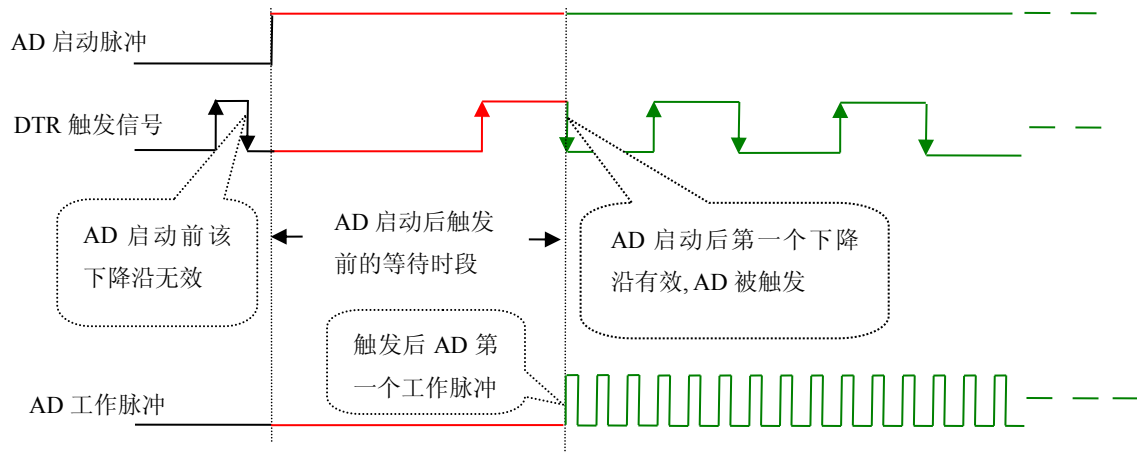 AD 启动脉冲
DTR 触发信号
AD 启动前该
下降沿无效
AD 启动后触发
前的等待时段
AD 启动后第一个下降
沿有效, AD 被触发
触发后 AD 第
一个工作脉冲
AD 工作脉冲